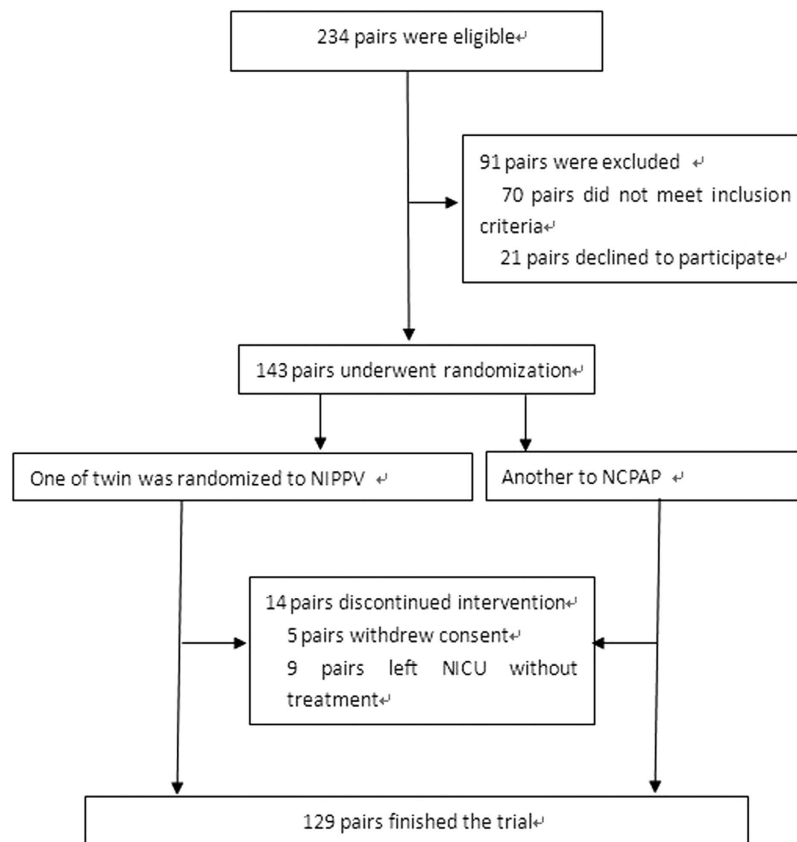 234 pairs were eligible↵
91 pairs were excluded ↵
70 pairs did not meet inclusion
criteria↵
21 pairs declined to participate↵
143 pairs underwent randomization↵
One of twin was randomized to NIPPV ↵
Another to NCPAP ↵
14 pairs discontinued intervention↵
5 pairs withdrew consent↵
9 pairs left NICU without
treatment↵
129 pairs finished the trial↵